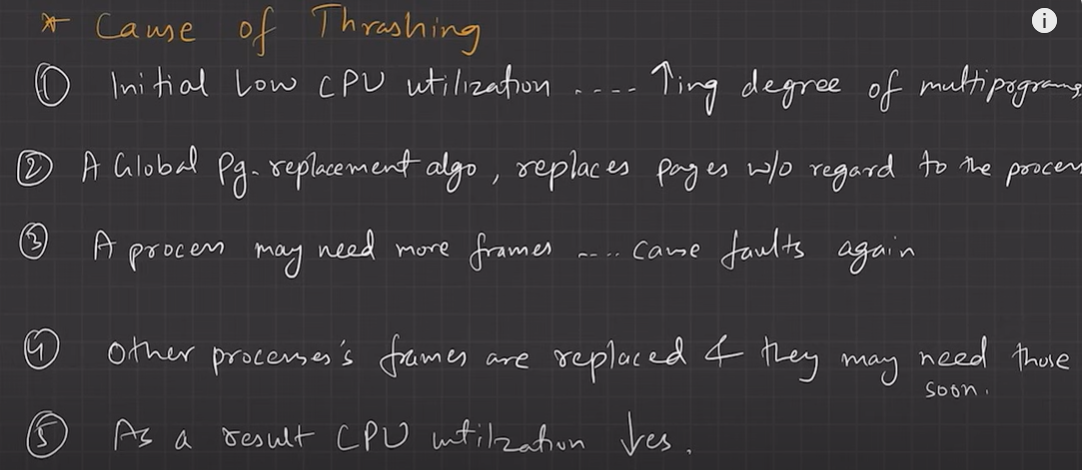 * Cause of Thrashing
① Initial Low CPU utilization .... ↑ing degree of multiprogramg
② A Global Pg. replacement algo, replaces pages w/o regard to the process
③ A process may need more frames .... cause faults again
④ Other processes's frames are replaced & they may need those
soon.
⑤ As a result CPU utilization ↓es.